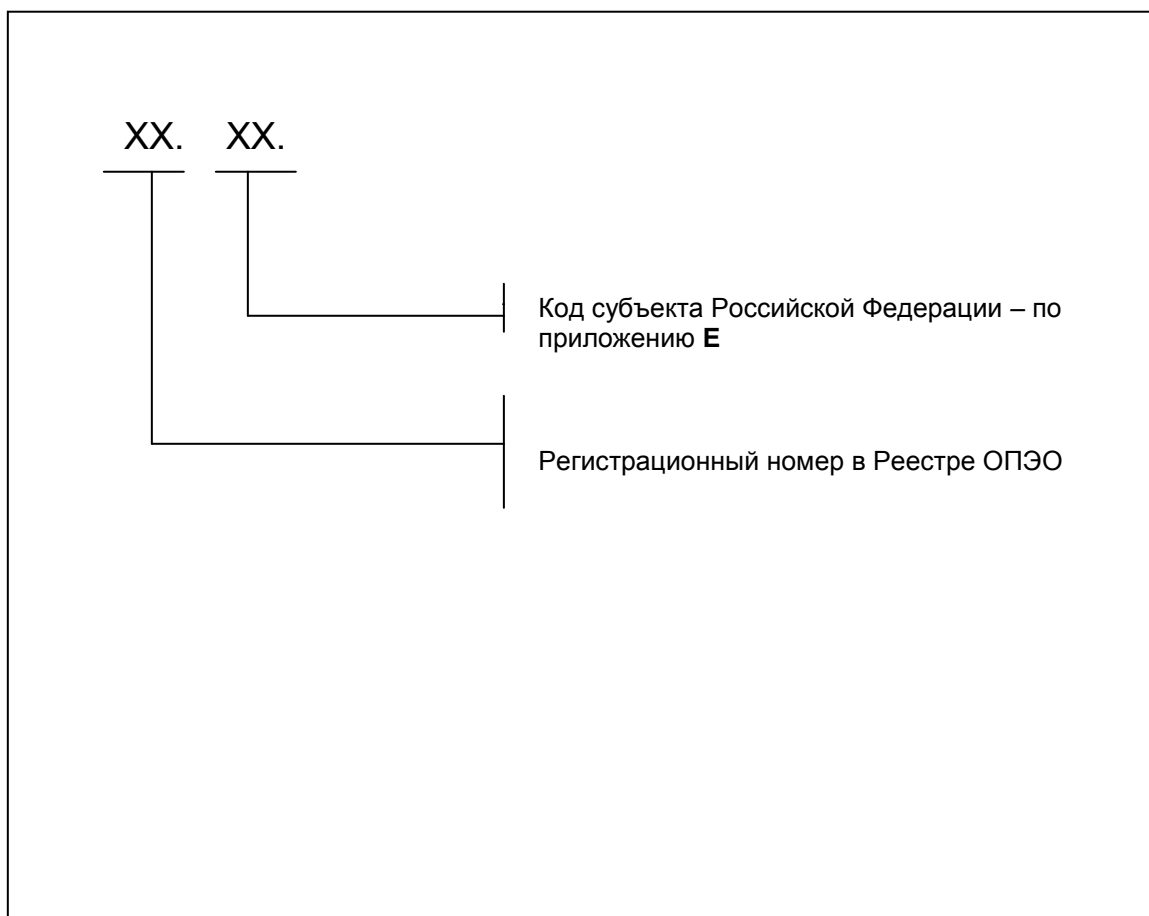 XX. XX.
Код субъекта Российской Федерации – по
приложению Е
Регистрационный номер в Реестре ОПЭО